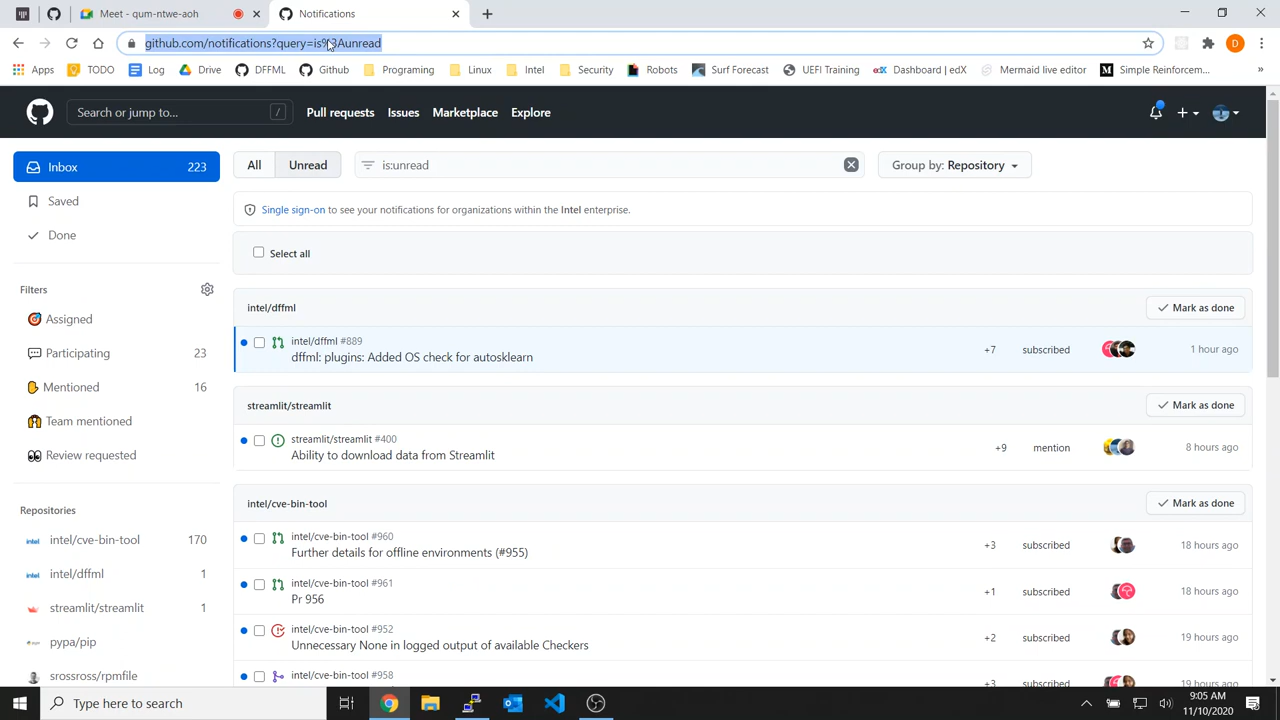 Meet - qum-ntwe-aoh
Notifications
github.com/notifications?query=is%3Aunread
Apps TODO Log Drive DFFML Github Programing Linux Intel Security Robots Surf Forecast UEFI Training Dashboard | edX Mermaid live editor Simple Reinforcem... »
Search or jump to... / Pull requests Issues Marketplace Explore
Inbox 223
Saved
Done
Filters
Assigned
Participating 23
Mentioned 16
Team mentioned
Review requested
Repositories
intel/cve-bin-tool 170
intel/dffml 1
streamlit/streamlit 1
pypa/pip
srossross/rpmfile
All Unread is:unread Group by: Repository
Single sign-on to see your notifications for organizations within the Intel enterprise.
Select all
intel/dffml Mark as done
intel/dffml #889
dffml: plugins: Added OS check for autosklearn
+7 subscribed 1 hour ago
streamlit/streamlit Mark as done
streamlit/streamlit #400
Ability to download data from Streamlit
+9 mention 8 hours ago
intel/cve-bin-tool Mark as done
intel/cve-bin-tool #960
Further details for offline environments (#955)
+3 subscribed 18 hours ago
intel/cve-bin-tool #961
Pr 956
+1 subscribed 18 hours ago
intel/cve-bin-tool #952
Unnecessary None in logged output of available Checkers
+2 subscribed 19 hours ago
intel/cve-bin-tool #958
+3 subscribed 19 hours ago
Type here to search
9:05 AM
11/10/2020